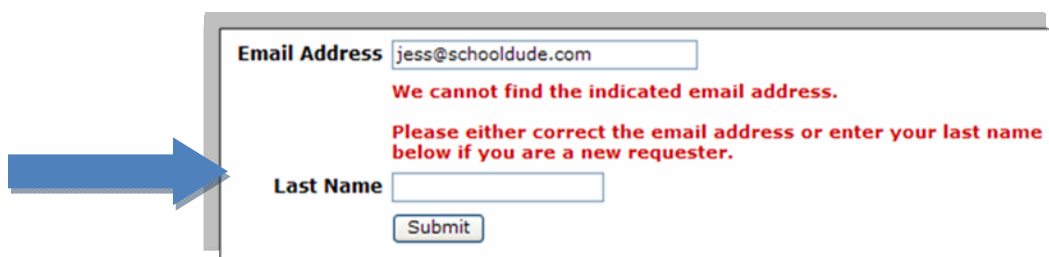 Email Address jess@schooldude.com
We cannot find the indicated email address.
Please either correct the email address or enter your last name
below if you are a new requester.
Last Name
Submit